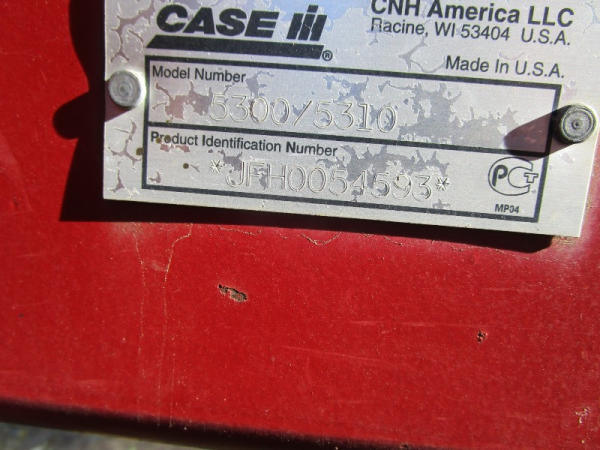 CASE IH®
CNH America LLC
Racine, WI 53404 U.S.A.
Made In U.S.A.
Model Number
5300/5310
Product Identification Number
*JFH0054593*
PCT
MP04